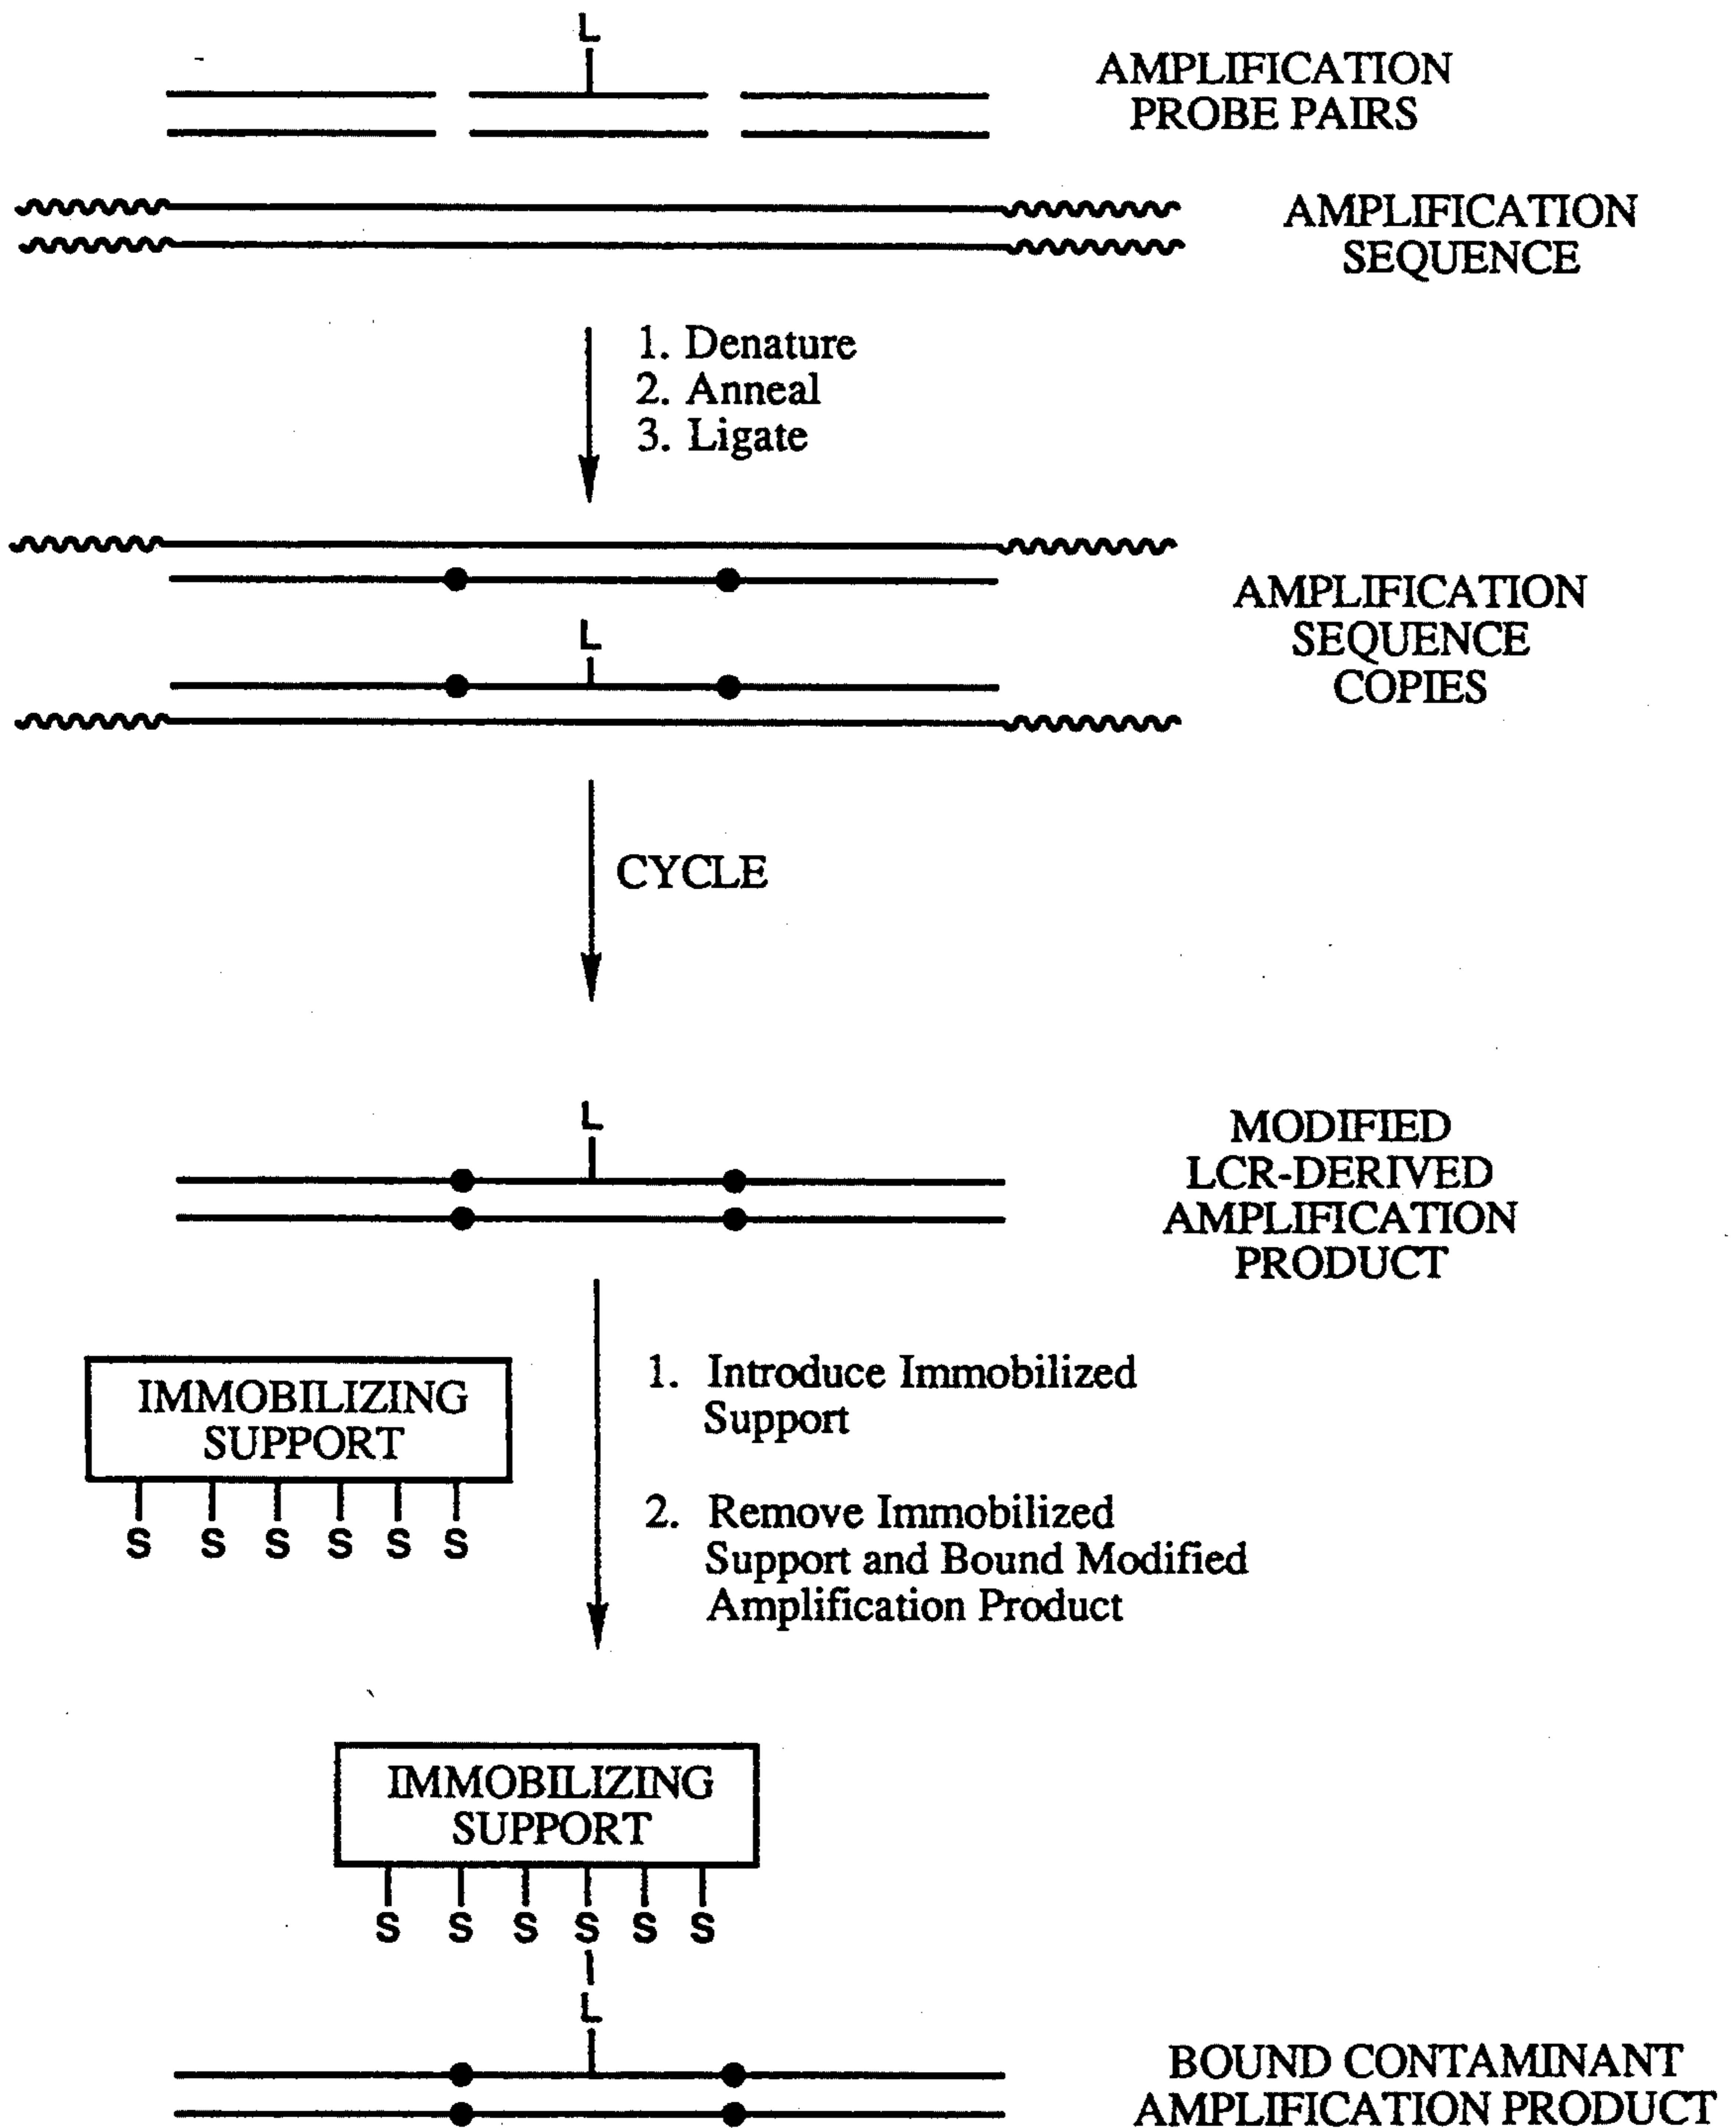 L
AMPLIFICATION
PROBE PAIRS
AMPLIFICATION
SEQUENCE
1. Denature
2. Anneal
3. Ligate
L
AMPLIFICATION
SEQUENCE
COPIES
CYCLE
L
MODIFIED
LCR-DERIVED
AMPLIFICATION
PRODUCT
IMMOBILIZING
SUPPORT
S S S S S S
1. Introduce Immobilized
Support
2. Remove Immobilized
Support and Bound Modified
Amplification Product
IMMOBILIZING
SUPPORT
S S S S S S
L
BOUND CONTAMINANT
AMPLIFICATION PRODUCT